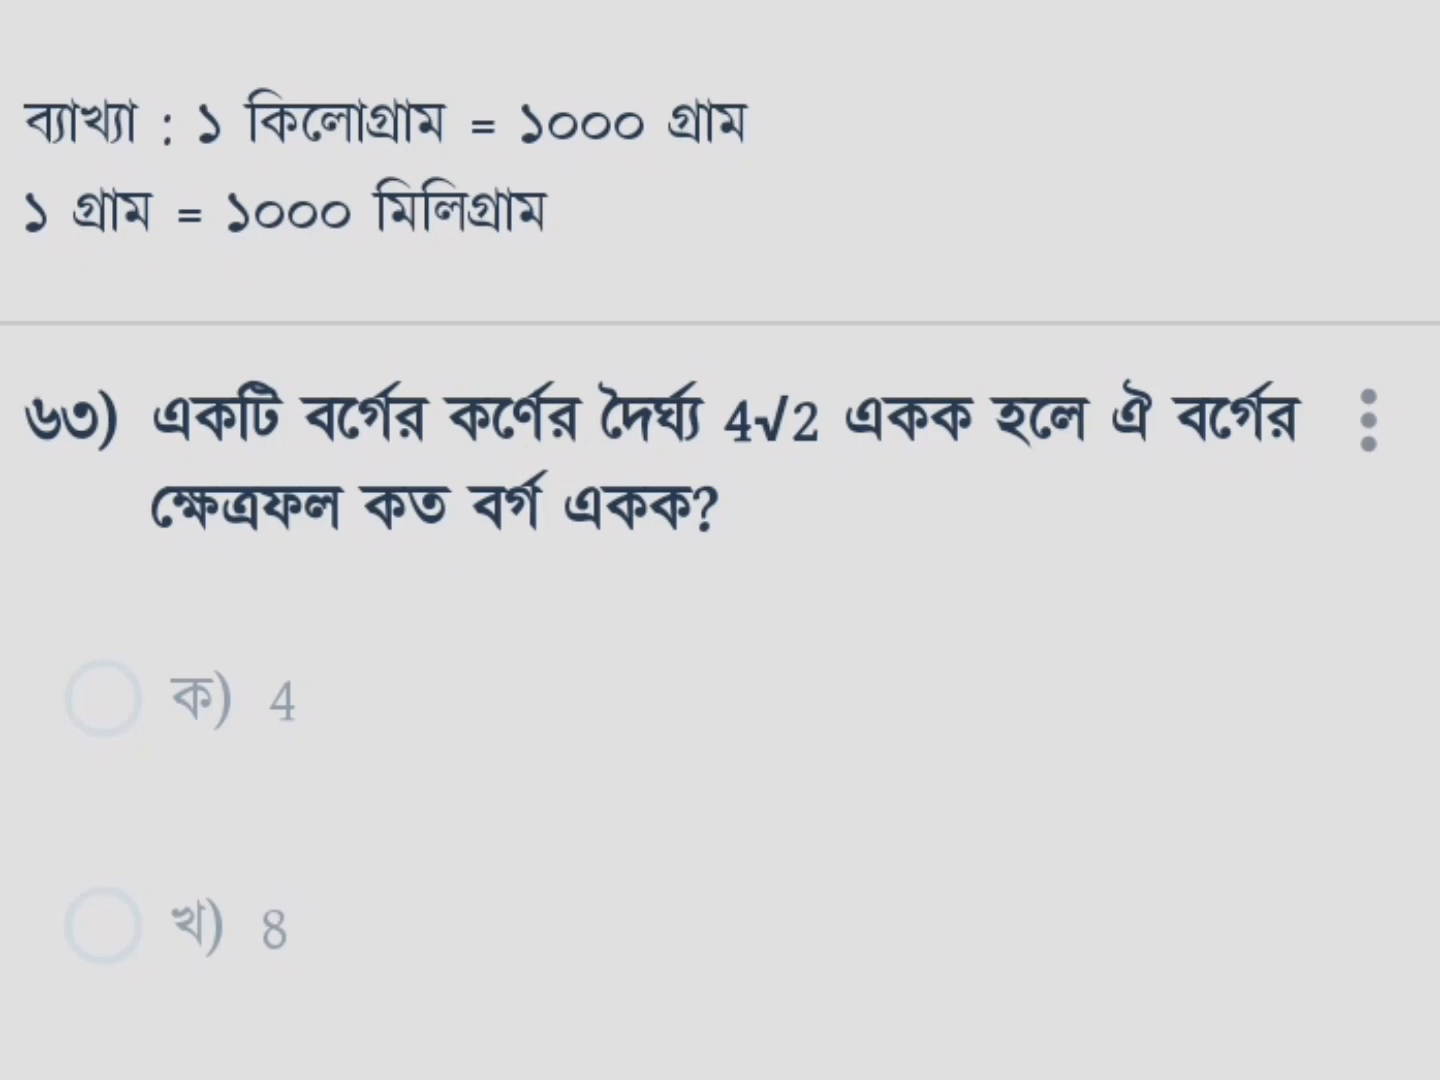 ব্যাখ্যা : ১ কিলোগ্রাম = ১০০০ গ্রাম
১ গ্রাম = ১০০০ মিলিগ্রাম
৬৩) একটি বর্গের কর্ণের দৈর্ঘ্য 4√2 একক হলে ঐ বর্গের
ক্ষেত্রফল কত বর্গ একক?
ক) 4
খ) 8